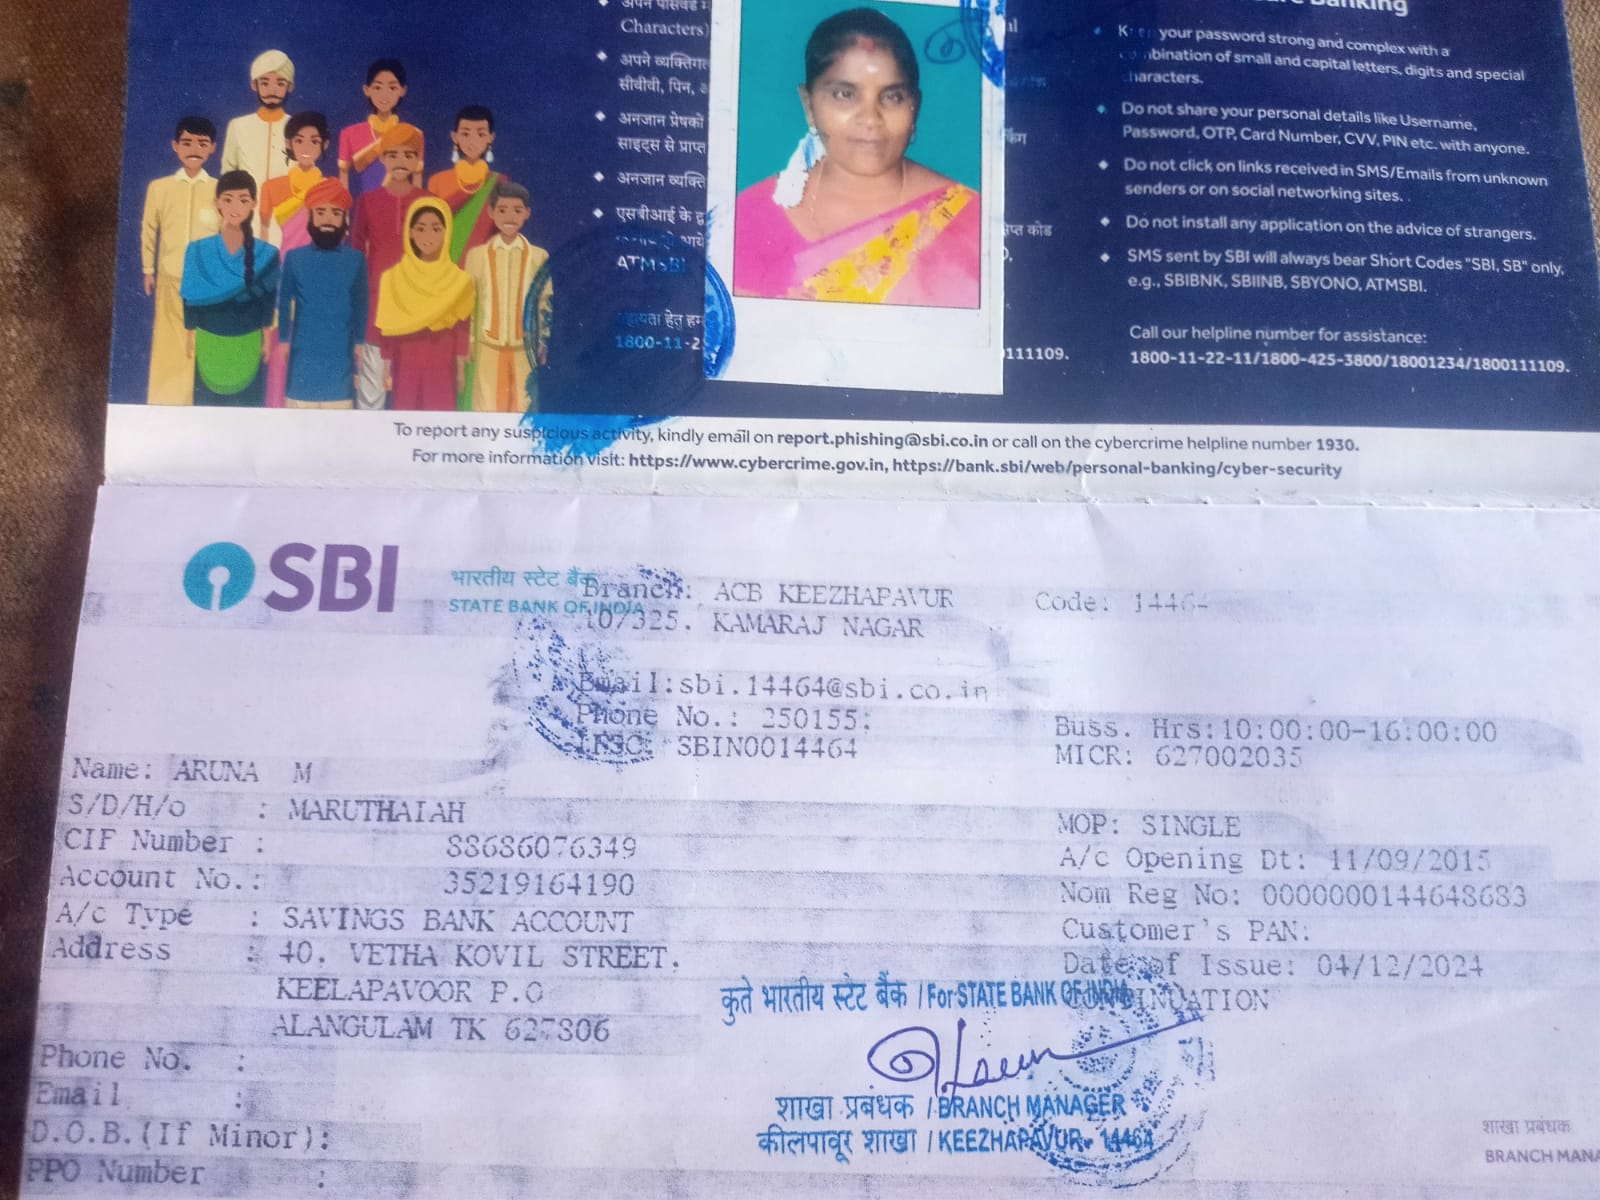 अपने पासवर्ड म
Characters)
अपने व्यक्तिगत
सीवीवी, पिन,
अनजान प्रेषकों
साइट्स से प्राप्त
अनजान व्यक्ति
एसबीआई के द्व
ATMSBI
सहायता हेतु हम
1800-11-2
िंग
प्त कोड
111109.
Banking
your password strong and complex with a
combination of small and capital letters, digits and special
characters.
Do not share your personal details like Username,
Password, OTP, Card Number, CVV, PIN etc. with anyone.
Do not click on links received in SMS/Emails from unknown
senders or on social networking sites.
Do not install any application on the advice of strangers.
SMS sent by SBI will always bear Short Codes "SBI, SB" only,
e.g., SBIBNK, SBIINB, SBYONO, ATMSBI.
Call our helpline number for assistance:
1800-11-22-11/1800-425-3800/18001234/1800111109.
To report any suspicious activity, kindly email on report.phishing@sbi.co.in or call on the cybercrime helpline number 1930.
For more information visit: https://www.cybercrime.gov.in, https://bank.sbi/web/personal-banking/cyber-security
SBI
भारतीय स्टेट बैंक
STATE BANK OF INDIA
Branch: ACB KEEZHAPAVUR Code: 14464
107325. KAMARAJ NAGAR
Email:sbi.14464@sbi.co.in
Phone No.: 250155: Buss. Hrs:10:00:00-16:00:00
IFSC: SBIN0014464 MICR: 627002035
Name: ARUNA M
S/D/H/o : MARUTHAIAH MOP: SINGLE
CIF Number : 88686076349 A/c Opening Dt: 11/09/2015
Account No.: 35219164190 Nom Reg No: 0000000144648683
A/c Type : SAVINGS BANK ACCOUNT Customer's PAN:
Address : 40, VETHA KOVIL STREET. Date of Issue: 04/12/2024
KEELAPAVOOR P.O
ALANGULAM TK 627806
कृते भारतीय स्टेट बैंक / For STATE BANK OF INDIA
Phone No. :
Email :
D.O.B.(If Minor):
PPO Number :
शाखा प्रबंधक / BRANCH MANAGER
कीलपावूर शाखा / KEEZHAPAVUR- 14464
शाखा प्रबंधक
BRANCH MANA